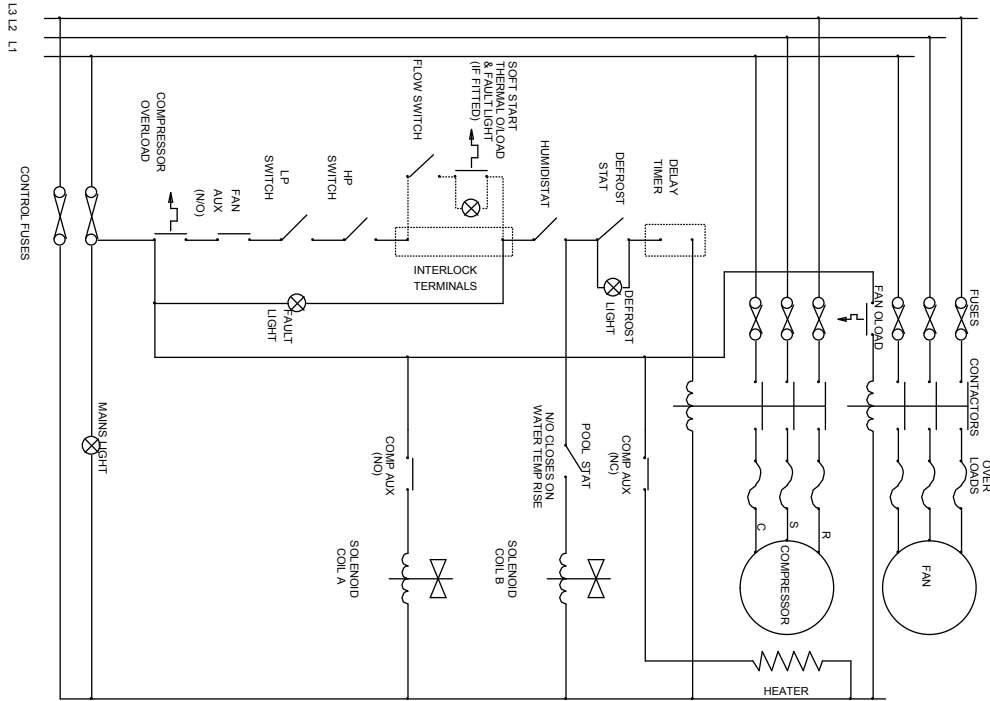 L3
L2
L1
CONTROL FUSES
COMPRESSOR
OVERLOAD
FAN
AUX
(N/O)
LP
SWITCH
HP
SWITCH
FLOW SWITCH
SOFT START
THERMAL O/LOAD
& FAULT LIGHT
(IF FITTED)
HUMIDISTAT
DEFROST
STAT
DELAY
TIMER
INTERLOCK
TERMINALS
FAULT
LIGHT
DEFROST
LIGHT
MAINS LIGHT
COMP AUX
(NO)
SOLENOID
COIL A
POOL STAT
N/O CLOSES ON
WATER TEMP RISE
SOLENOID
COIL B
COMP AUX
(NC)
FAN OLOAD
FUSES
CONTACTORS
OVER
LOADS
C
S
R
COMPRESSOR
FAN
HEATER